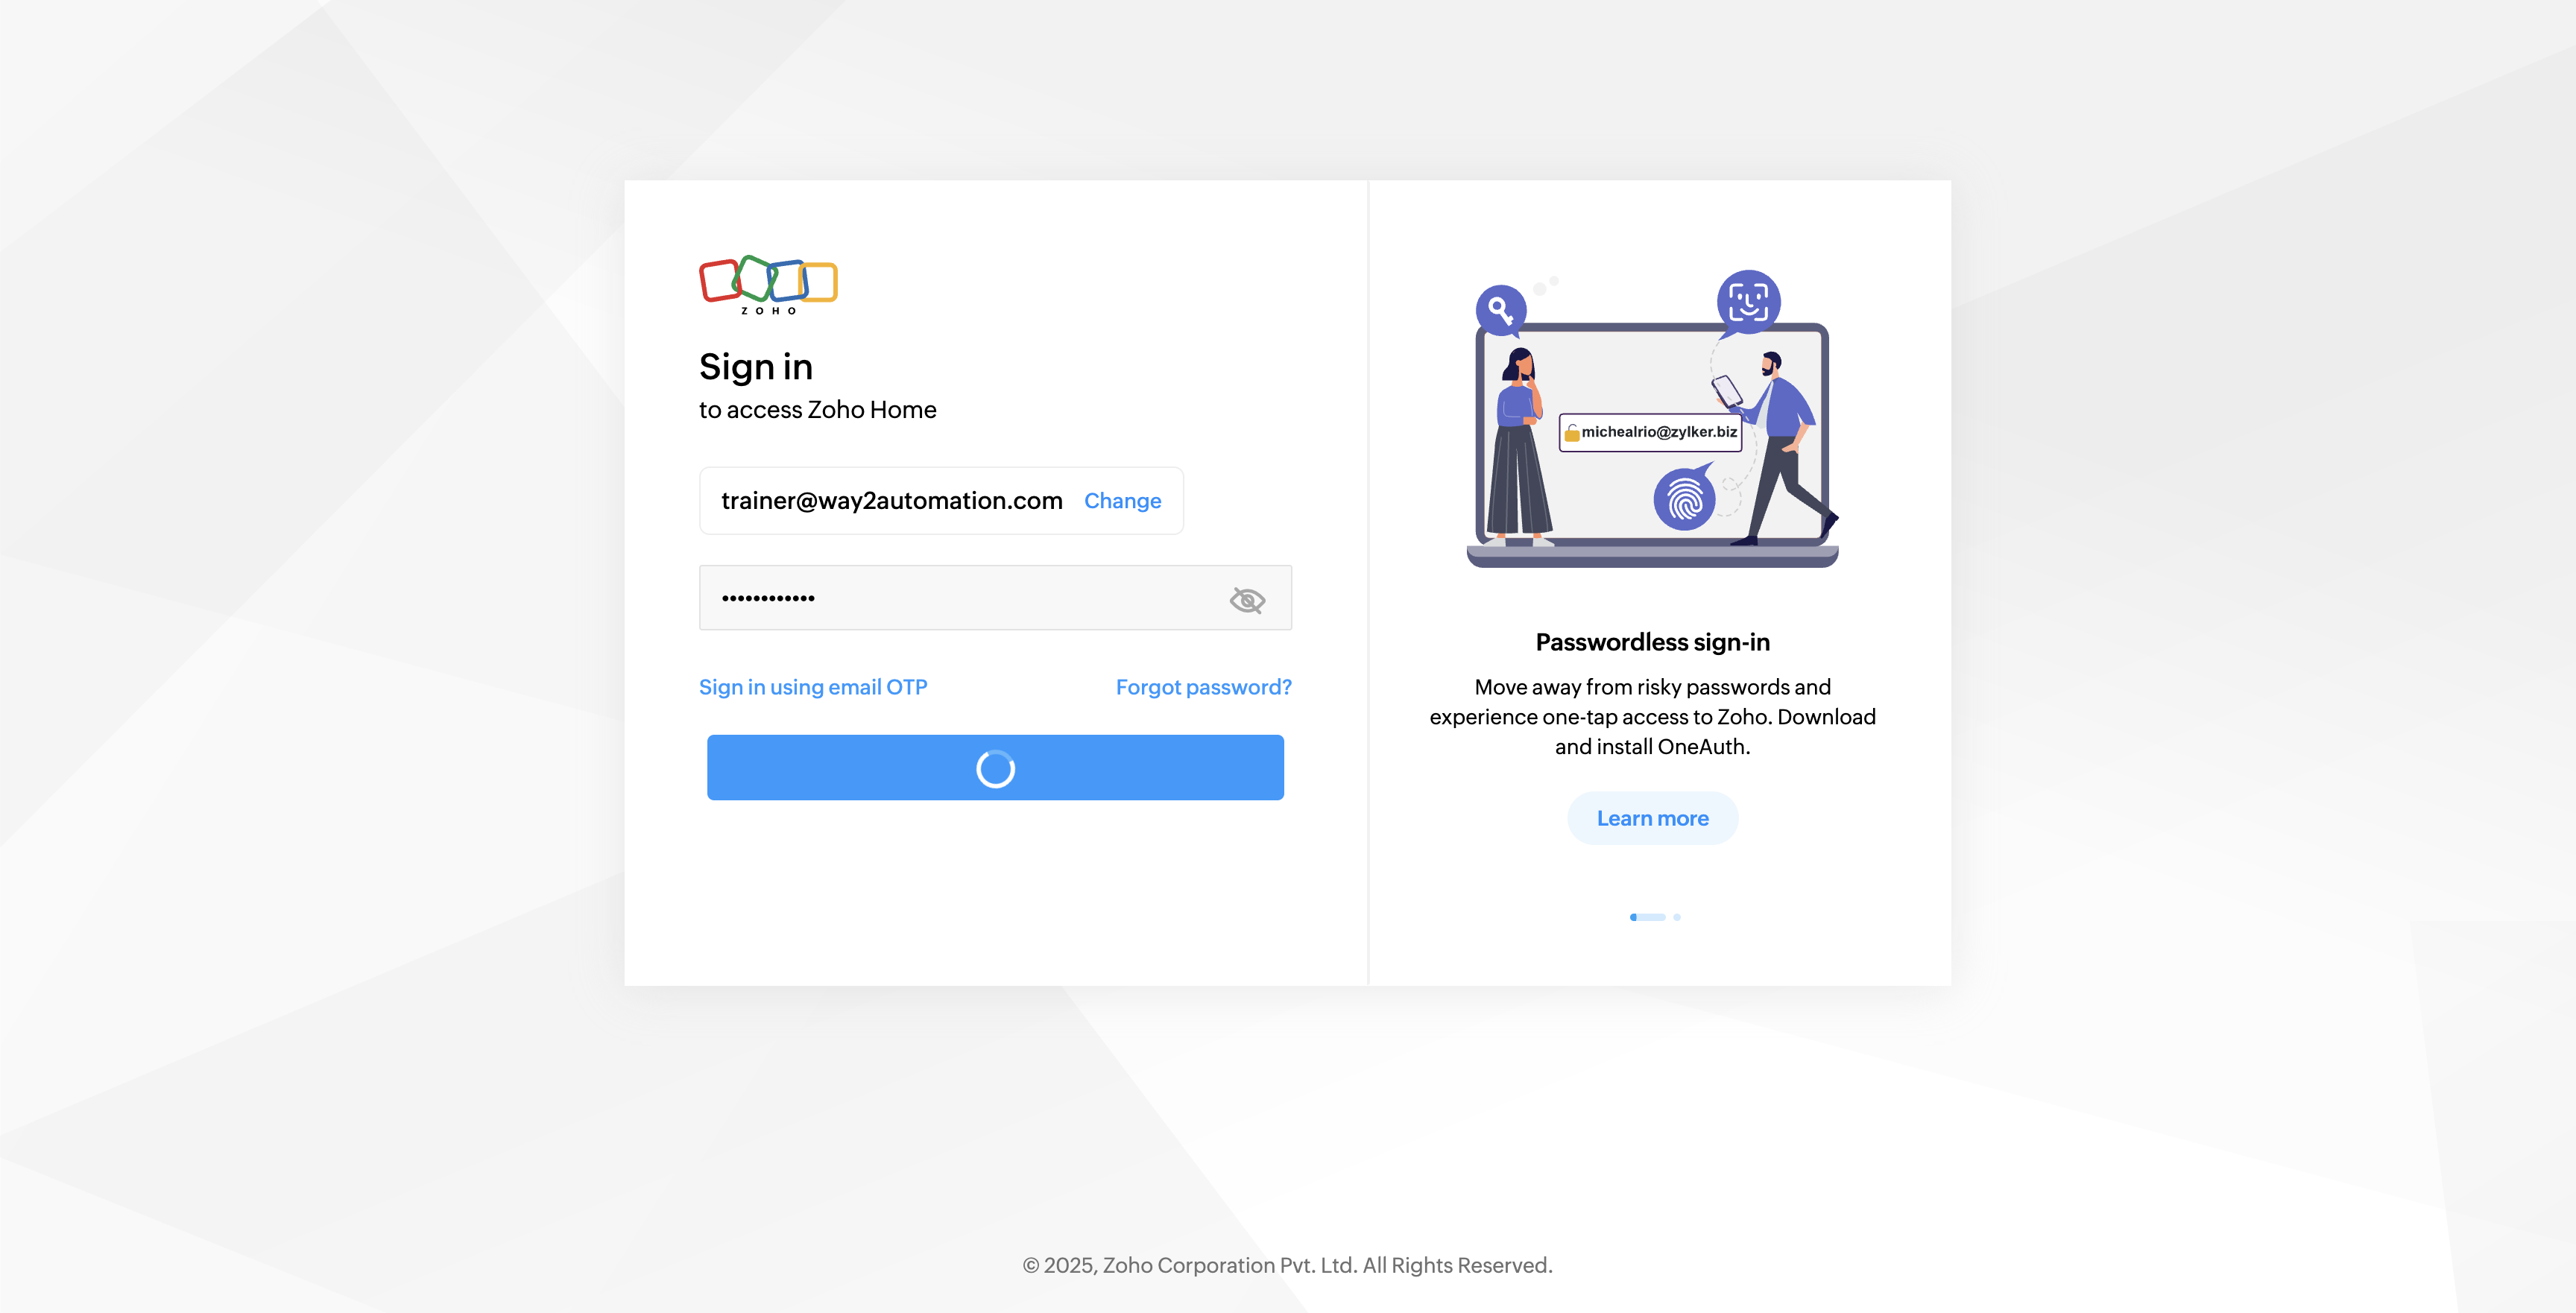 ZOHO
Sign in
to access Zoho Home
trainer@way2automation.com Change
••••••••••••
Sign in using email OTP Forgot password?
michealrio@zylker.biz
Passwordless sign-in
Move away from risky passwords and
experience one-tap access to Zoho. Download
and install OneAuth.
Learn more
© 2025, Zoho Corporation Pvt. Ltd. All Rights Reserved.